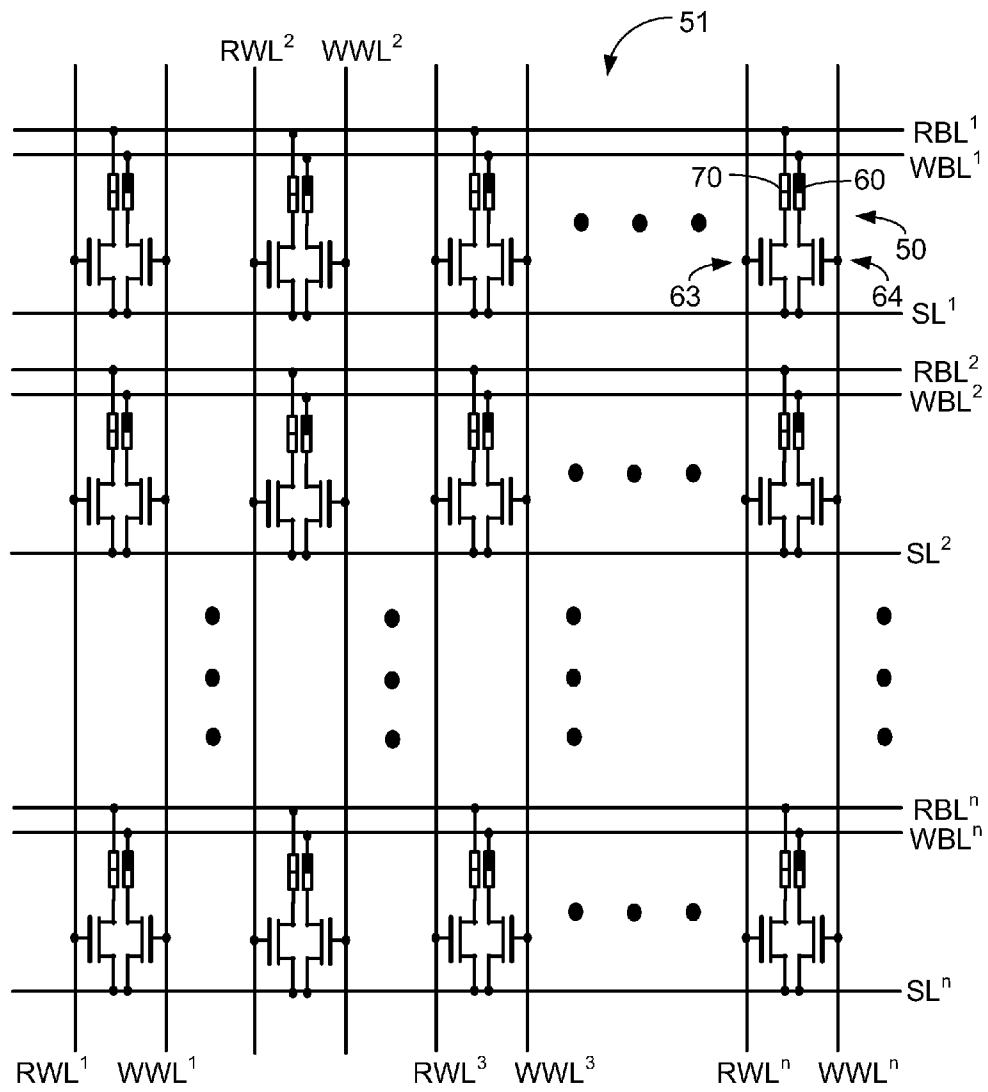 51
RWL² WWL²
RBL¹
WBL¹
70 60
50
63 64
SL¹
RBL²
WBL²
SL²
RBLⁿ
WBLⁿ
SLⁿ
RWL¹ WWL¹ RWL³ WWL³ RWLⁿ WWLⁿ